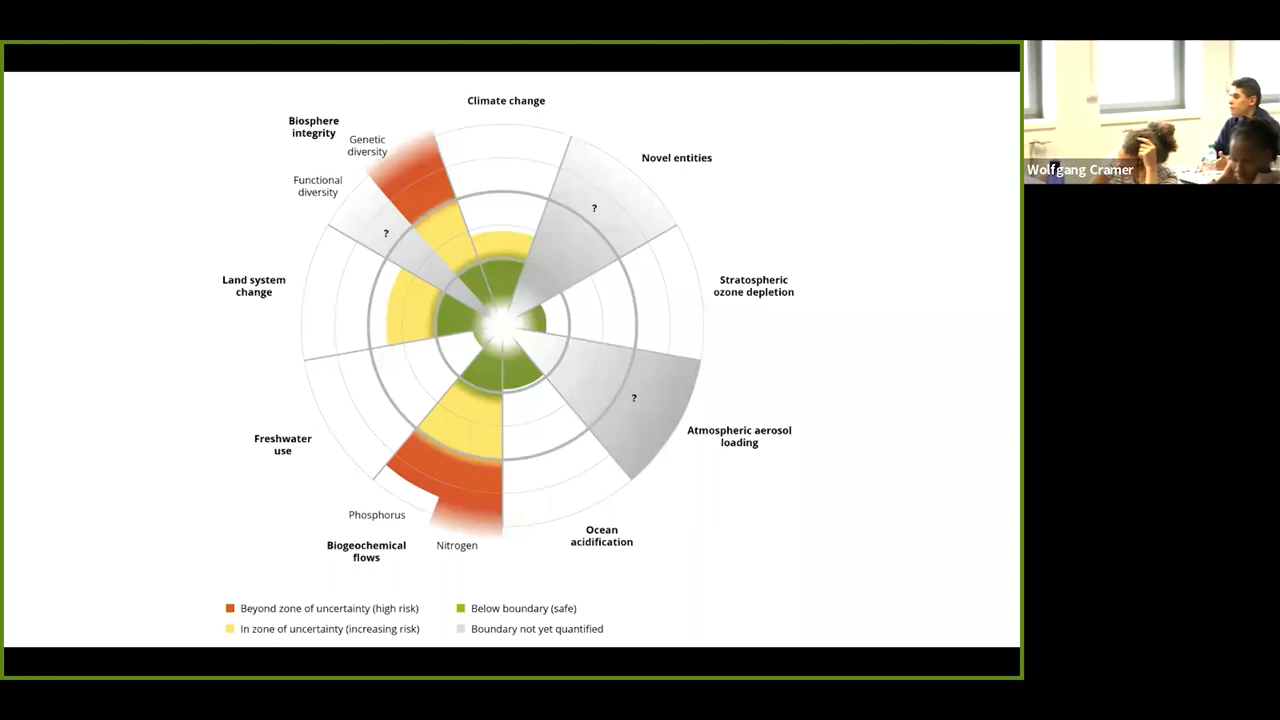 Climate change
Biosphere
integrity
Genetic
diversity
Novel entities
Functional
diversity
?
?
Land system
change
Stratospheric
ozone depletion
?
Atmospheric aerosol
loading
Freshwater
use
Phosphorus
Ocean
acidification
Biogeochemical
flows
Nitrogen
Beyond zone of uncertainty (high risk)
Below boundary (safe)
In zone of uncertainty (increasing risk)
Boundary not yet quantified
Wolfgang Cramer